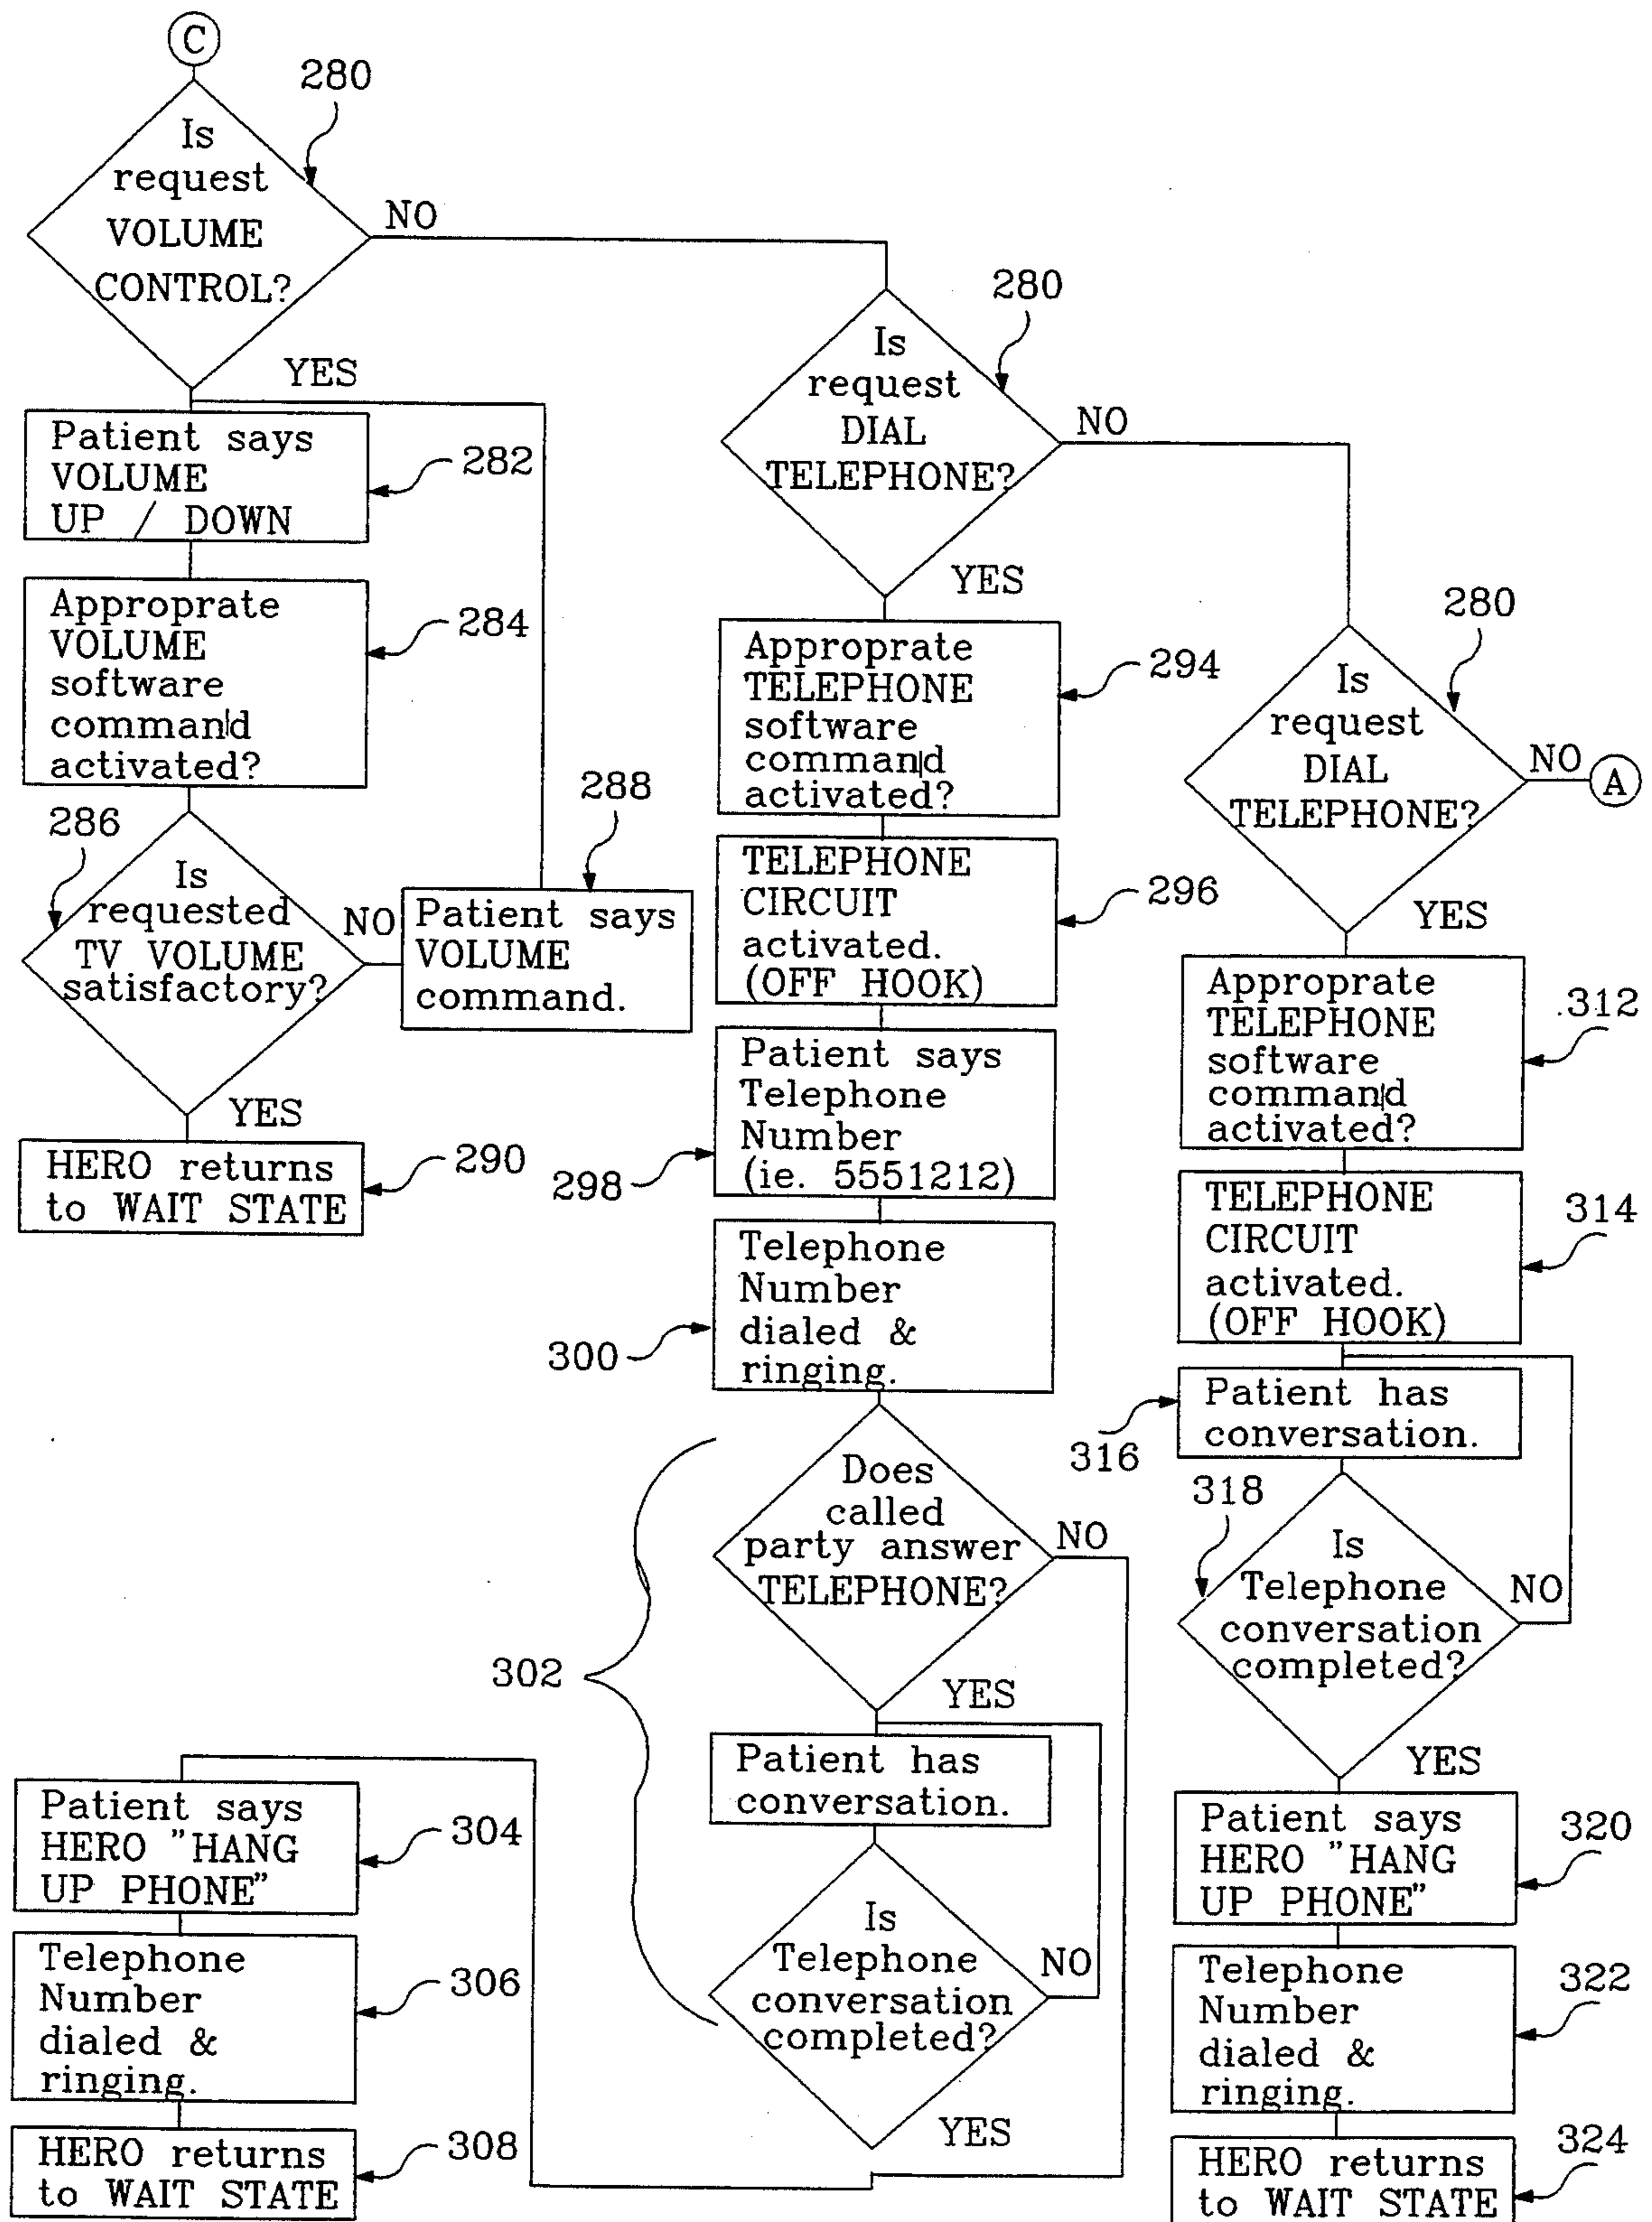 C
280
Is
request
VOLUME
CONTROL?
NO
YES
Patient says
VOLUME
UP / DOWN
282
Approprate
VOLUME
software
command
activated?
284
286
Is
requested
TV VOLUME
satisfactory?
NO
288
Patient says
VOLUME
command.
YES
HERO returns
to WAIT STATE
290
280
Is
request
DIAL
TELEPHONE?
NO
YES
Approprate
TELEPHONE
software
command
activated?
294
TELEPHONE
CIRCUIT
activated.
(OFF HOOK)
296
Patient says
Telephone
Number
(ie. 5551212)
298
Telephone
Number
dialed &
ringing.
300
Does
called
party answer
TELEPHONE?
NO
302
YES
Patient has
conversation.
Is
Telephone
conversation
completed?
NO
YES
Patient says
HERO "HANG
UP PHONE"
304
Telephone
Number
dialed &
ringing.
306
HERO returns
to WAIT STATE
308
280
Is
request
DIAL
TELEPHONE?
NO
A
YES
Approprate
TELEPHONE
software
command
activated?
312
TELEPHONE
CIRCUIT
activated.
(OFF HOOK)
314
Patient has
conversation.
316
318
Is
Telephone
conversation
completed?
NO
YES
Patient says
HERO "HANG
UP PHONE"
320
Telephone
Number
dialed &
ringing.
322
HERO returns
to WAIT STATE
324